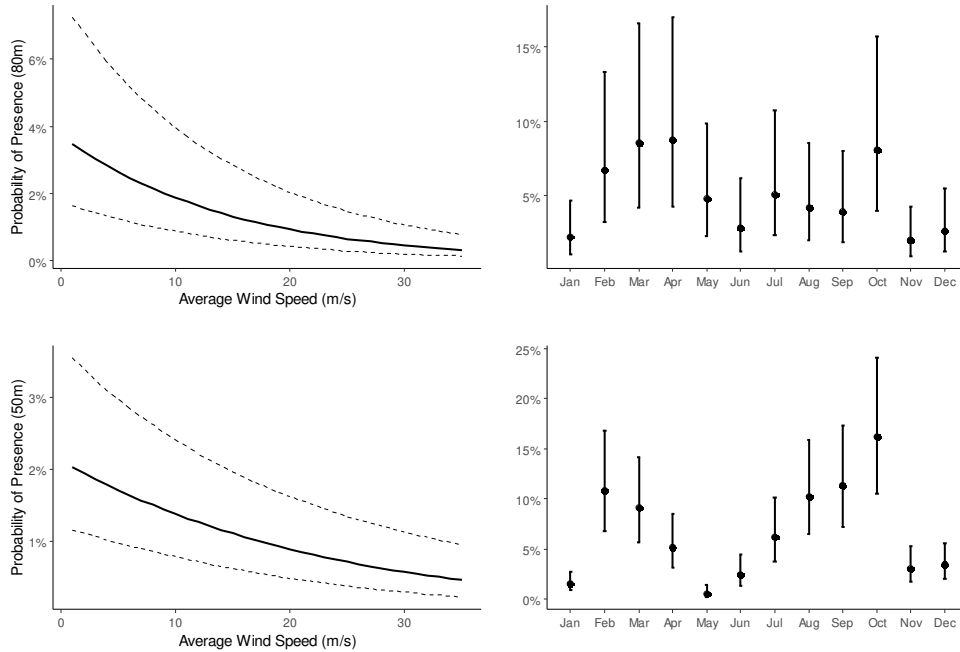 Probability of Presence (80m)
6%
4%
2%
0%
0 10 20 30
Average Wind Speed (m/s)
15%
10%
5%
Jan Feb Mar Apr May Jun Jul Aug Sep Oct Nov Dec
Probability of Presence (50m)
3%
2%
1%
0 10 20 30
Average Wind Speed (m/s)
25%
20%
15%
10%
5%
0%
Jan Feb Mar Apr May Jun Jul Aug Sep Oct Nov Dec